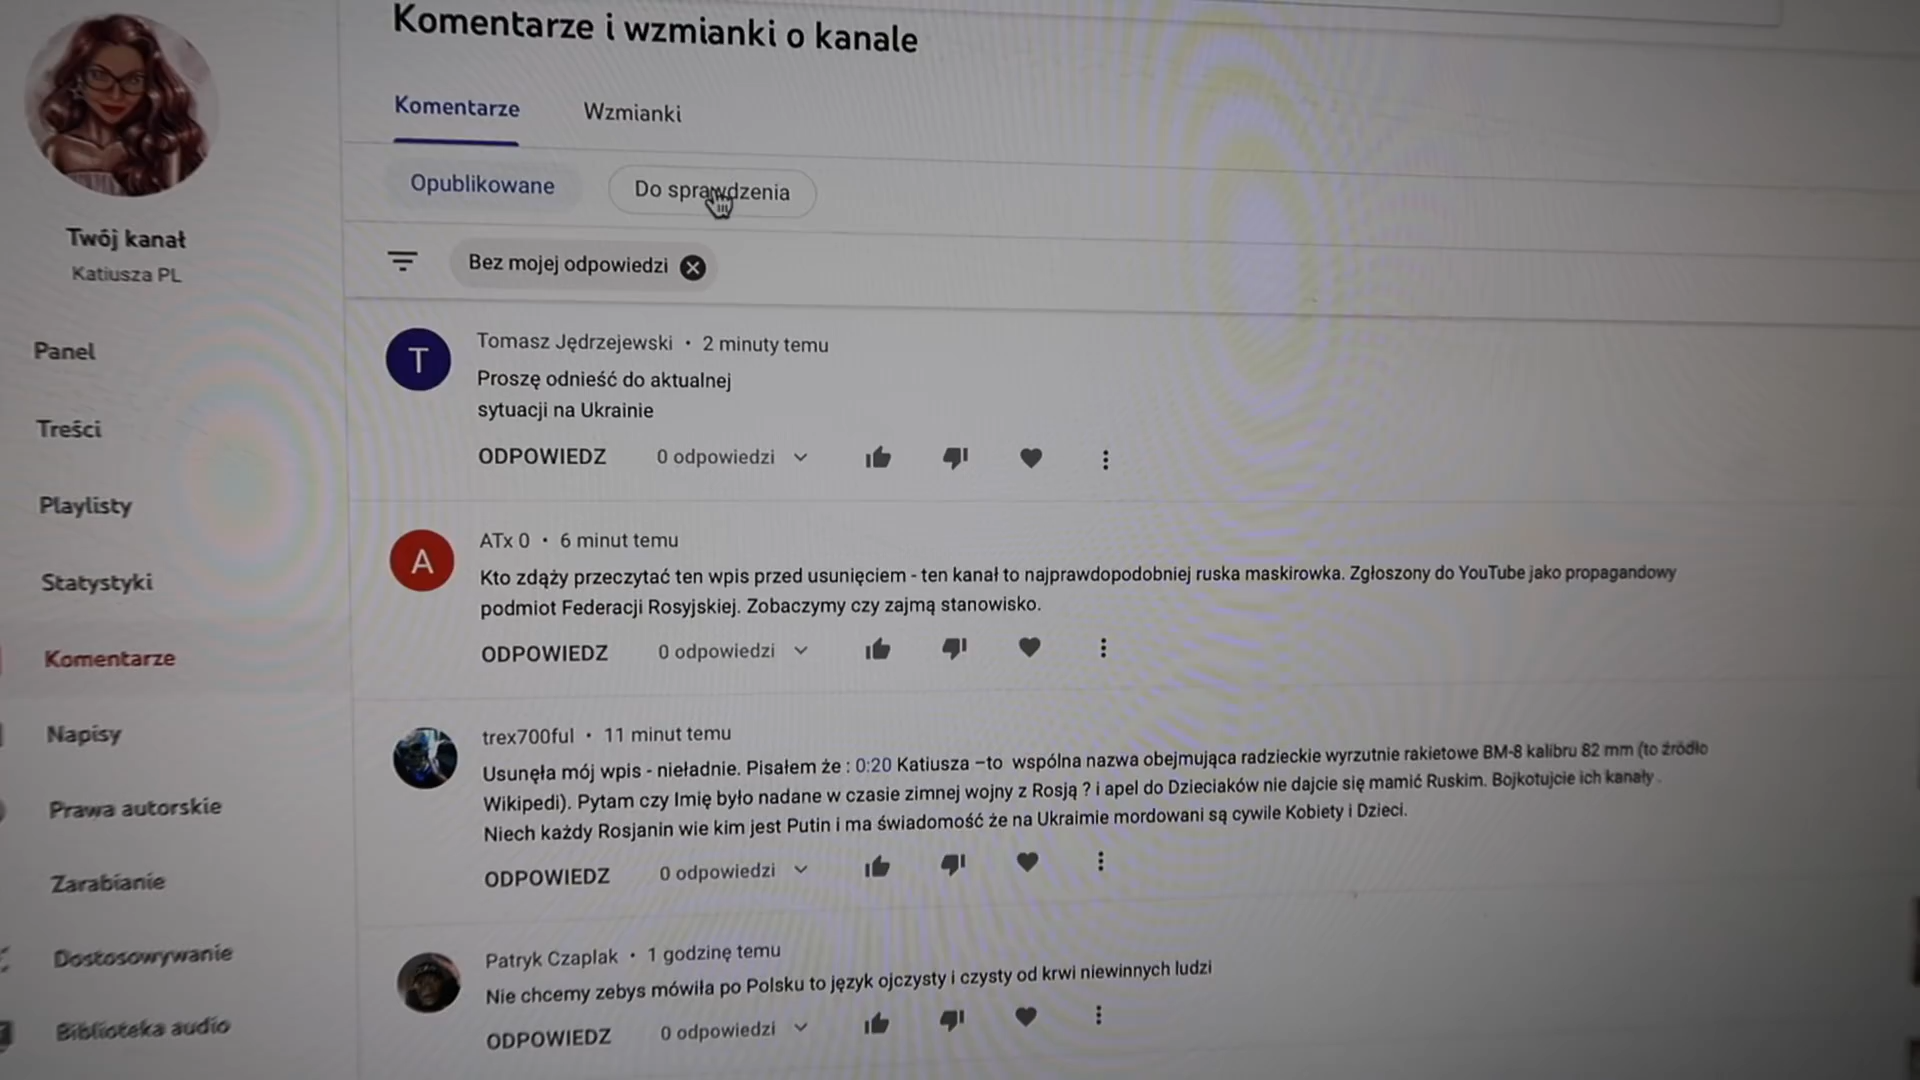 Komentarze i wzmianki o kanale
Komentarze
Wzmianki
Opublikowane
Do sprawdzenia
Bez mojej odpowiedzi
Twój kanał
Katiusza PL
Panel
Treści
Playlisty
Statystyki
Komentarze
Napisy
Prawa autorskie
Zarabianie
Dostosowywanie
Biblioteka audio
T
Tomasz Jędrzejewski • 2 minuty temu
Proszę odnieść do aktualnej
sytuacji na Ukrainie
ODPOWIEDZ
0 odpowiedzi
A
ATx 0 • 6 minut temu
Kto zdąży przeczytać ten wpis przed usunięciem - ten kanał to najprawdopodobniej ruska maskirowka. Zgłoszony do YouTube jako propagandowy
podmiot Federacji Rosyjskiej. Zobaczymy czy zajmą stanowisko.
ODPOWIEDZ
0 odpowiedzi
trex700ful • 11 minut temu
Usunęła mój wpis - nieładnie. Pisałem że : 0:20 Katiusza –to wspólna nazwa obejmująca radzieckie wyrzutnie rakietowe BM-8 kalibru 82 mm (to źródło
Wikipedi). Pytam czy Imię było nadane w czasie zimnej wojny z Rosją ? i apel do Dzieciaków nie dajcie się mamić Ruskim. Bojkotujcie ich kanały .
Niech każdy Rosjanin wie kim jest Putin i ma świadomość że na Ukraimie mordowani są cywile Kobiety i Dzieci.
ODPOWIEDZ
0 odpowiedzi
Patryk Czaplak • 1 godzinę temu
Nie chcemy zebys mówiła po Polsku to język ojczysty i czysty od krwi niewinnych ludzi
ODPOWIEDZ
0 odpowiedzi